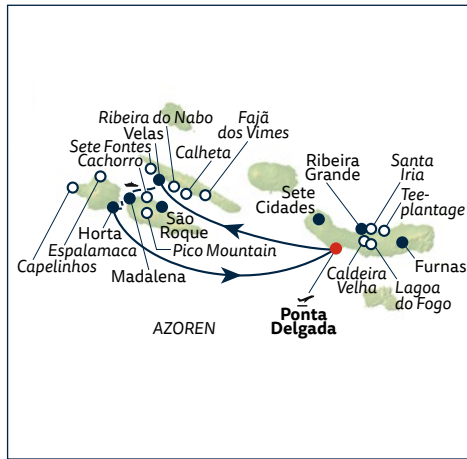 Ribeira do Nabo
Velas
Sete Fontes
Cachorro
Fajã
dos Vimes
Calheta
Ribeira
Grande
Santa
Iria
Tee-
plantage
Sete
Cidades
São
Roque
Horta
Espalamaca
Capelinhos
Pico Mountain
Madalena
Caldeira
Velha
Furnas
Lagoa
do Fogo
Ponta
Delgada
AZOREN